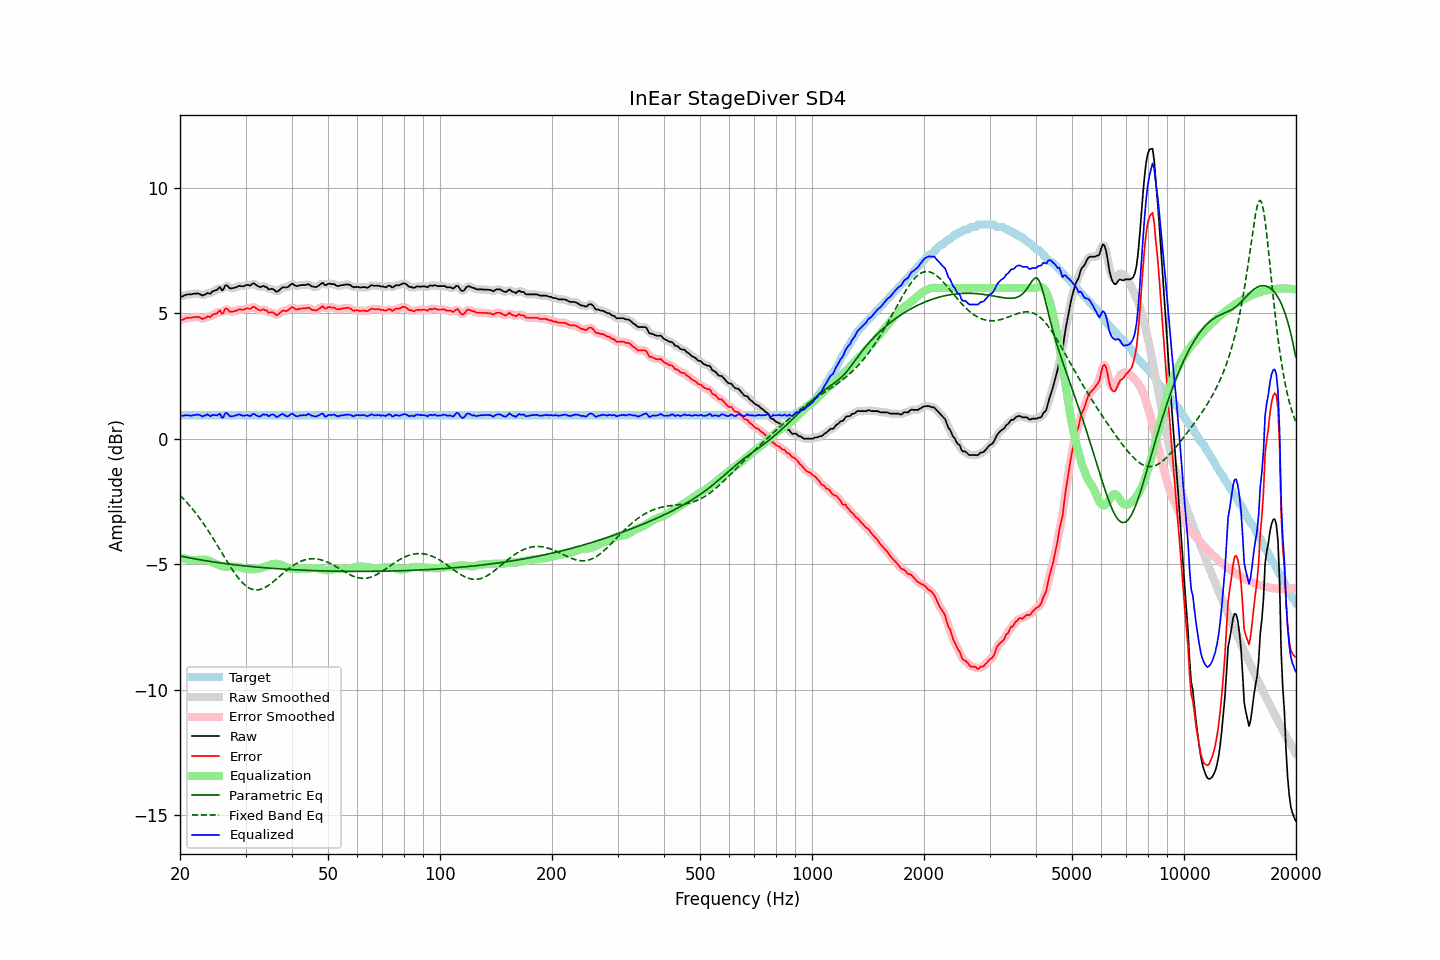 InEar StageDiver SD4
Amplitude (dBr)
10
5
0
−5
−10
−15
Target
Raw Smoothed
Error Smoothed
Raw
Error
Equalization
Parametric Eq
Fixed Band Eq
Equalized
20 50 100 200 500 1000 2000 5000 10000 20000
Frequency (Hz)